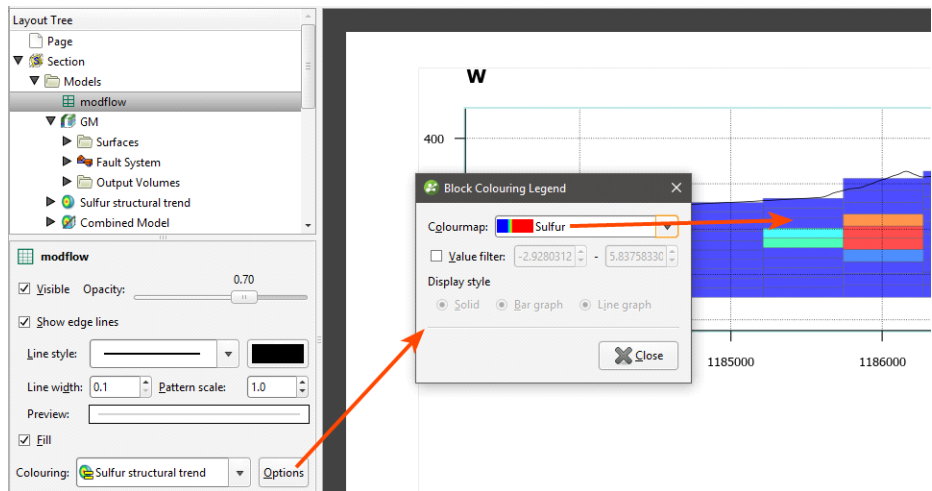 Layout Tree
Page
Section
Models
modflow
GM
Surfaces
Fault System
Output Volumes
Sulfur structural trend
Combined Model
modflow
Visible Opacity: 0.70
Show edge lines
Line style:
Line width: 0.1 Pattern scale: 1.0
Preview:
Fill
Colouring: Sulfur structural trend Options
W
400
Block Colouring Legend
Colourmap: Sulfur
Value filter: -2.9280312 - 5.83758330
Display style
Solid Bar graph Line graph
Close
1185000 1186000